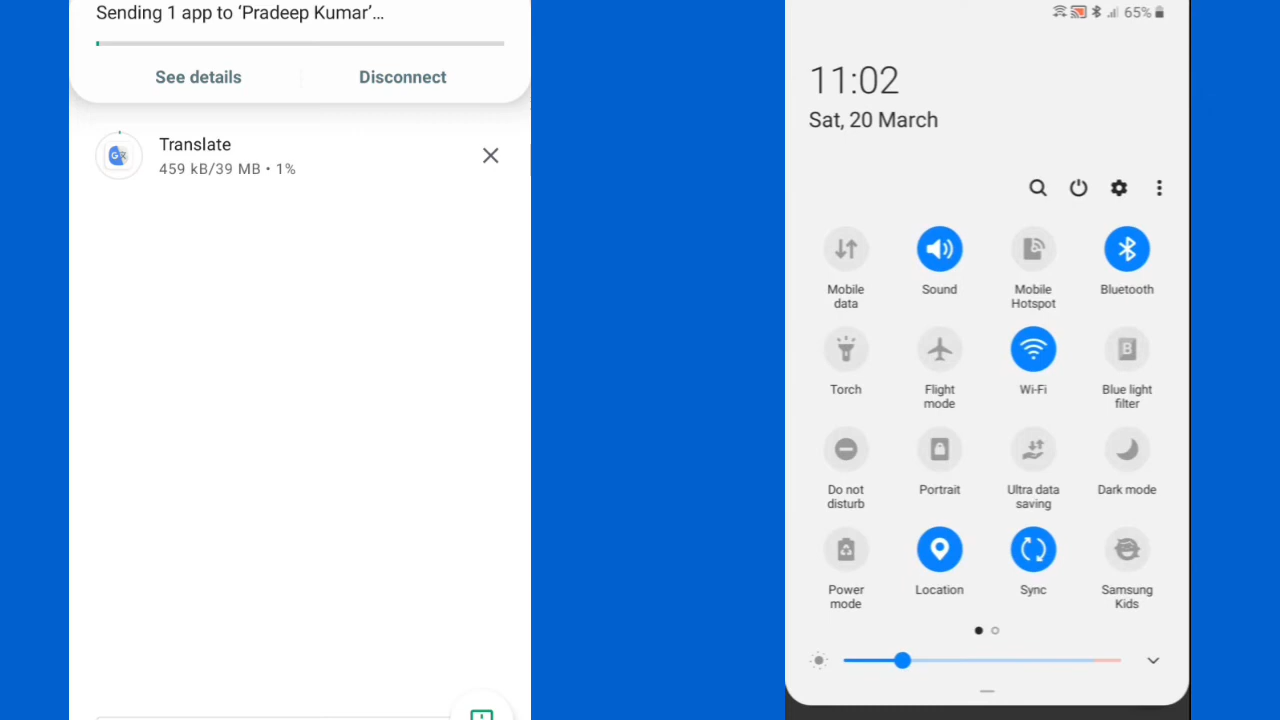 Sending 1 app to ‘Pradeep Kumar’...
See details
Disconnect
Translate
459 kB/39 MB • 1%
65%
11:02
Sat, 20 March
Mobile
data
Sound
Mobile
Hotspot
Bluetooth
Torch
Flight
mode
Wi-Fi
B
Blue light
filter
Do not
disturb
Portrait
Ultra data
saving
Dark mode
Power
mode
Location
Sync
Samsung
Kids